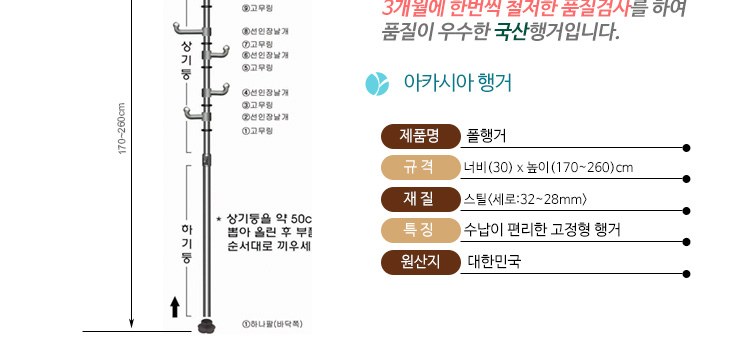 ⑨고무링
⑧선인장날개
⑦고무링
⑥선인장날개
⑤고무링
④선인장날개
③고무링
②선인장날개
①고무링
상기둥
170~260cm
* 상기둥을 약 50c
뽑아 올린 후 부품
순서대로 끼우세
하기둥
①하나팔(바닥쪽)
3개월에 한번씩 철저한 품질검사를 하여
품질이 우수한 국산행거입니다.
아카시아 행거
제품명 폴행거
규 격 너비(30) x 높이(170~260)cm
재 질 스틸(세로:32~28mm)
특 징 수납이 편리한 고정형 행거
원산지 대한민국